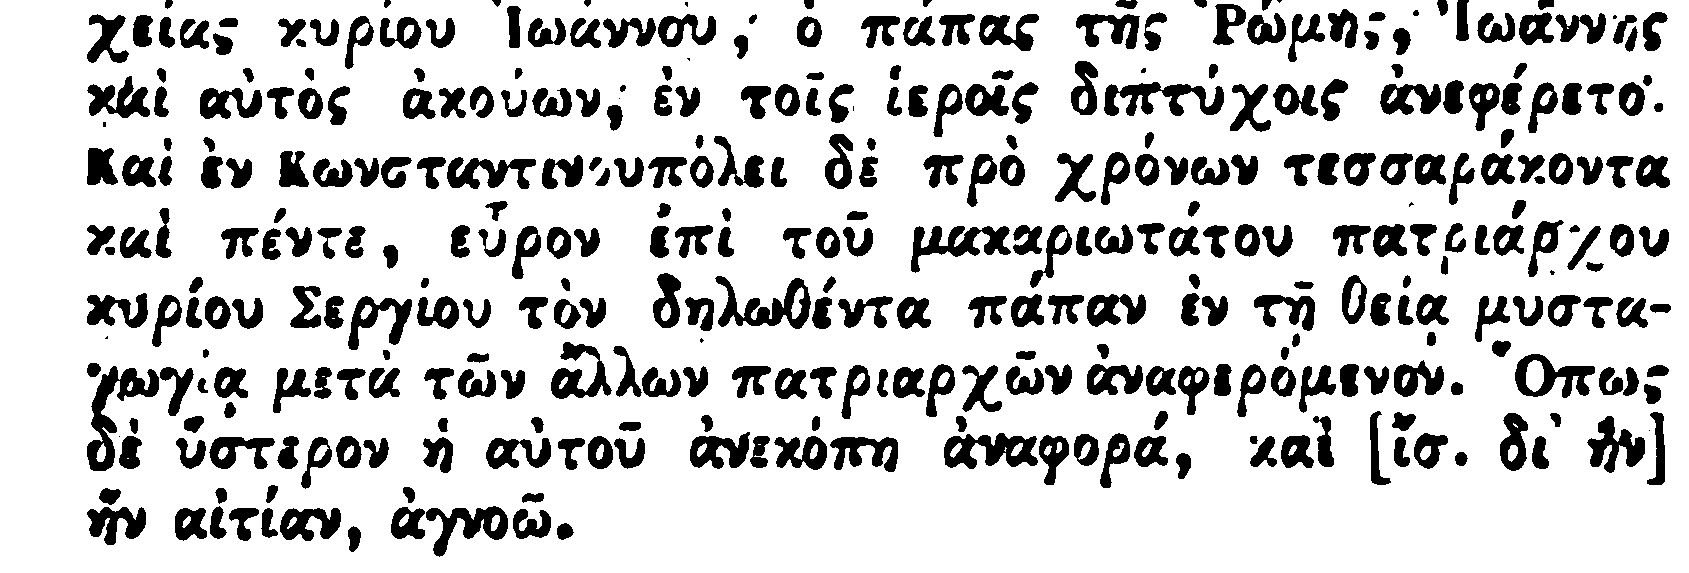 χείας κυρίου Ἰωάννου, ὁ πάπας τῆς Ῥώμης, Ἰωάννης
καὶ αὐτὸς ἀκούων, ἐν τοῖς ἱεροῖς διπτύχοις ἀνεφέρετο.
Καὶ ἐν Κωνσταντινουπόλει δὲ πρὸ χρόνων τεσσαράκοντα
καὶ πέντε, εὗρον ἐπὶ τοῦ μακαριωτάτου πατριάρχου
κυρίου Σεργίου τὸν δηλωθέντα πάπαν ἐν τῇ θείᾳ μυστα-
γωγίᾳ μετὰ τῶν ἄλλων πατριαρχῶν ἀναφερόμενον. Ὅπως
δὲ ὕστερον ἡ αὐτοῦ ἀνεκόπη ἀναφορά, καὶ [ἴσ. δι᾽ ἣν]
ἣν αἰτίαν, ἀγνοῶ.